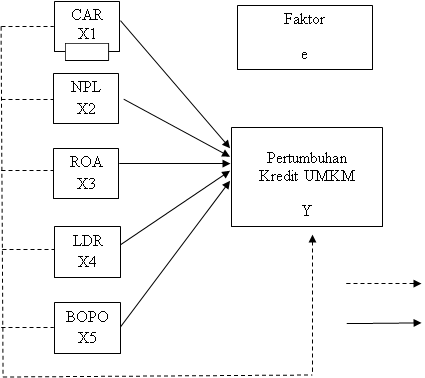 CAR
X1
NPL
X2
ROA
X3
LDR
X4
BOPO
X5
Faktor
e
Pertumbuhan
Kredit UMKM
Y